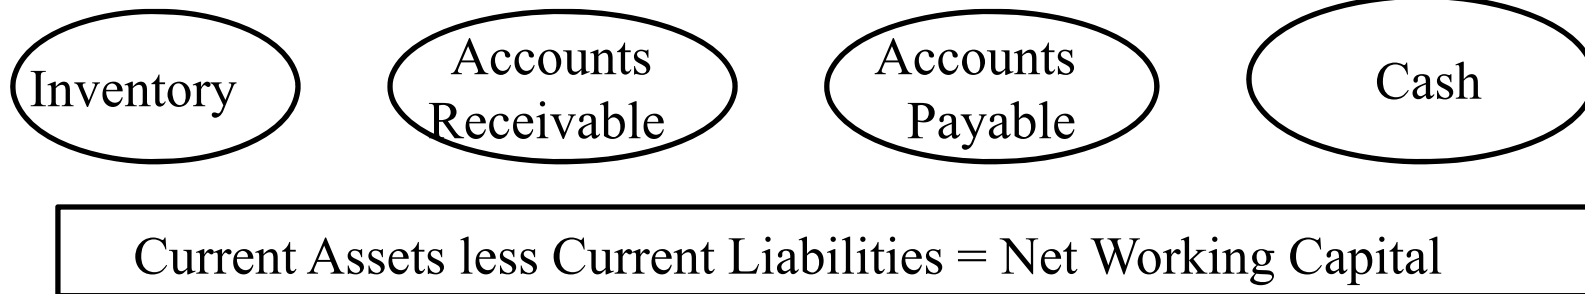 Inventory
Accounts
Receivable
Accounts
Payable
Cash
Current Assets less Current Liabilities = Net Working Capital